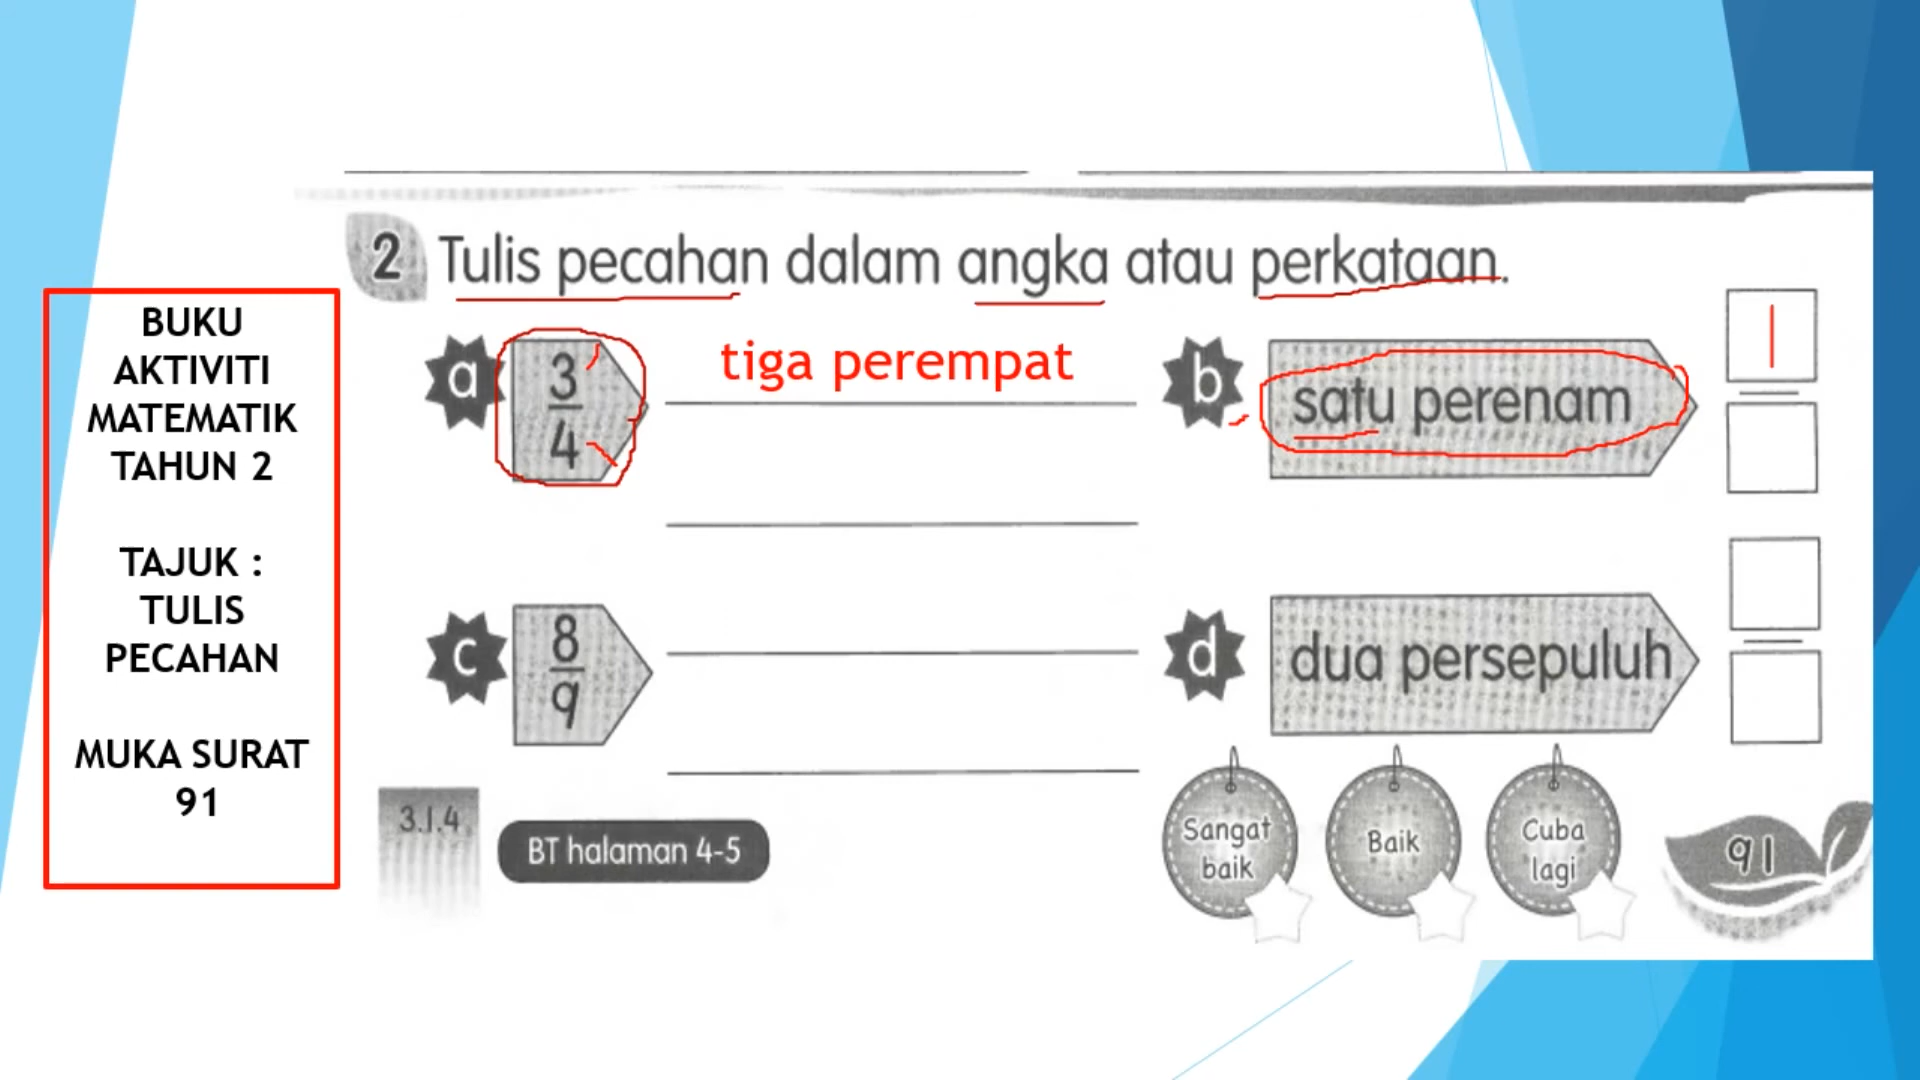 BUKU
AKTIVITI
MATEMATIK
TAHUN 2
TAJUK :
TULIS
PECAHAN
MUKA SURAT
91
2 Tulis pecahan dalam angka atau perkataan.
a
3
4
tiga perempat
b
satu perenam
1
c
8
9
d
dua persepuluh
3.1.4
BT halaman 4-5
Sangat
baik
Baik
Cuba
lagi
91